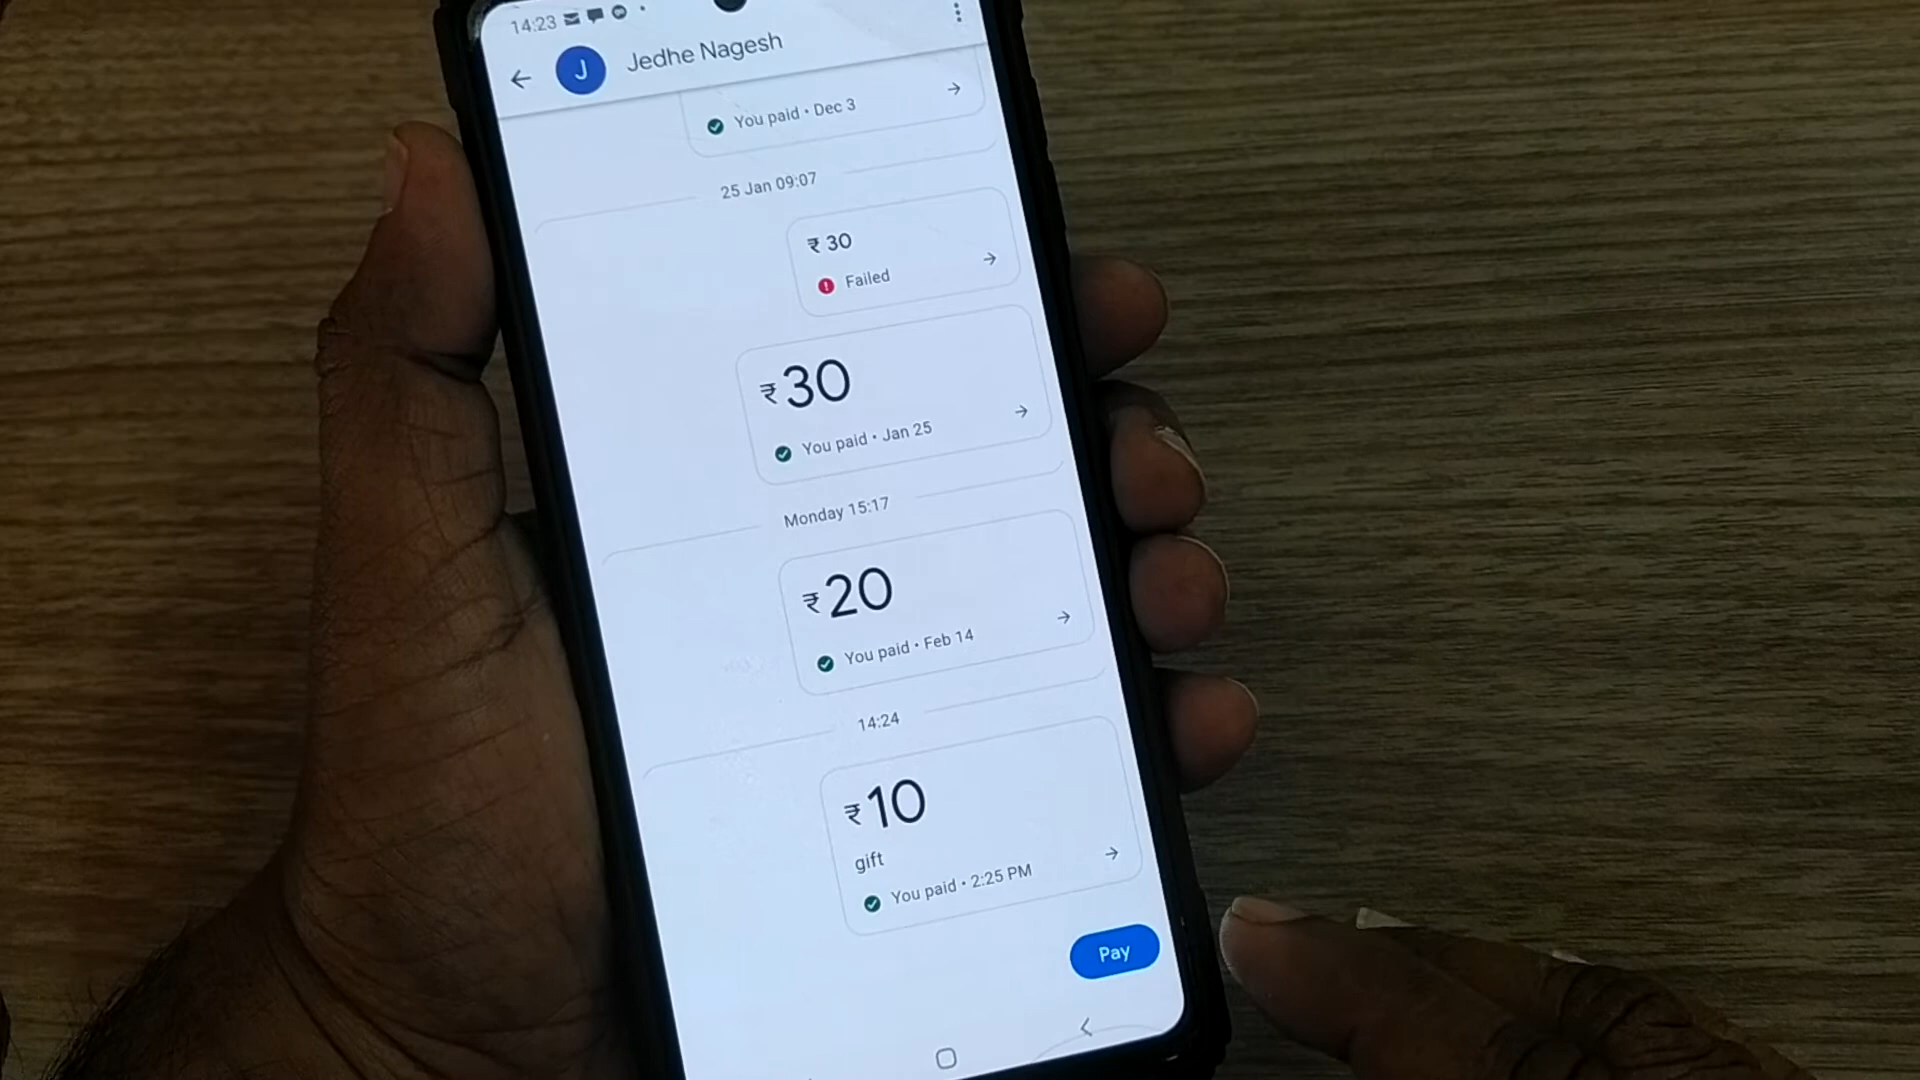 14:23
J Jedhe Nagesh
You paid • Dec 3
25 Jan 09:07
₹30
Failed
₹30
You paid • Jan 25
Monday 15:17
₹20
You paid • Feb 14
14:24
₹10
gift
You paid • 2:25 PM
Pay